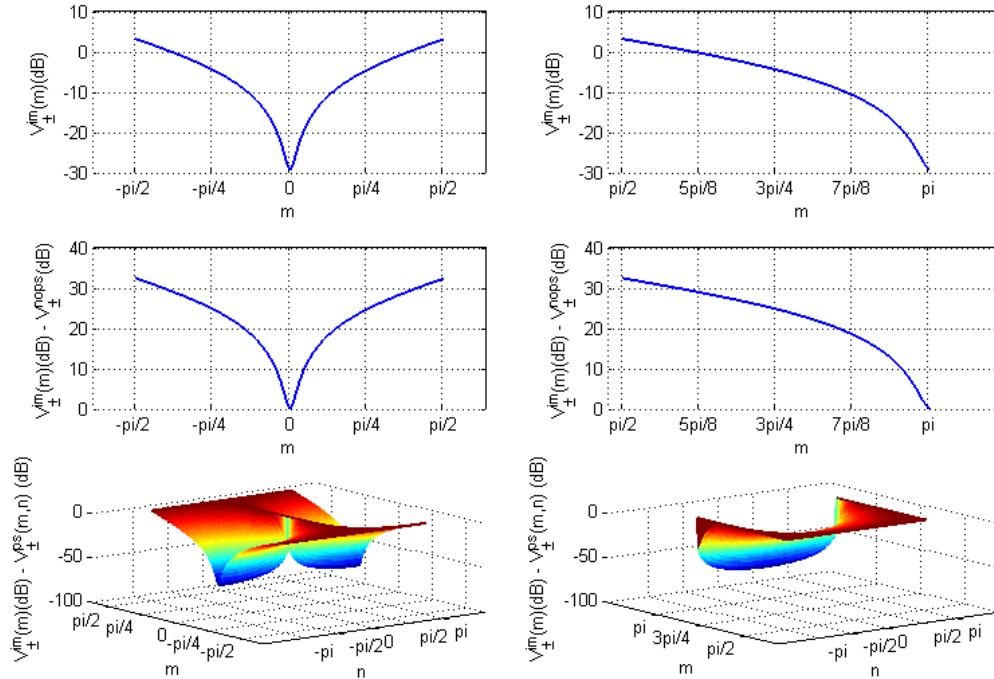 10
0
-10
-20
-30
V±^im(m)(dB)
-pi/2
-pi/4
0
pi/4
pi/2
m
10
0
-10
-20
-30
V±^im(m)(dB)
pi/2
5pi/8
3pi/4
7pi/8
pi
m
40
30
20
10
0
V±^im(m)(dB) - V±^nops(dB)
-pi/2
-pi/4
0
pi/4
pi/2
m
40
30
20
10
0
V±^im(m)(dB) - V±^nops(dB)
pi/2
5pi/8
3pi/4
7pi/8
pi
m
0
-50
-100
V±^im(m)(dB) - V±^ps(m,n) (dB)
pi/2
pi/4
0
-pi/4
-pi/2
m
-pi
-pi/2
0
pi/2
pi
n
0
-50
-100
V±^im(m)(dB) - V±^ps(m,n) (dB)
pi
3pi/4
pi/2
m
-pi
-pi/2
0
pi/2
pi
n